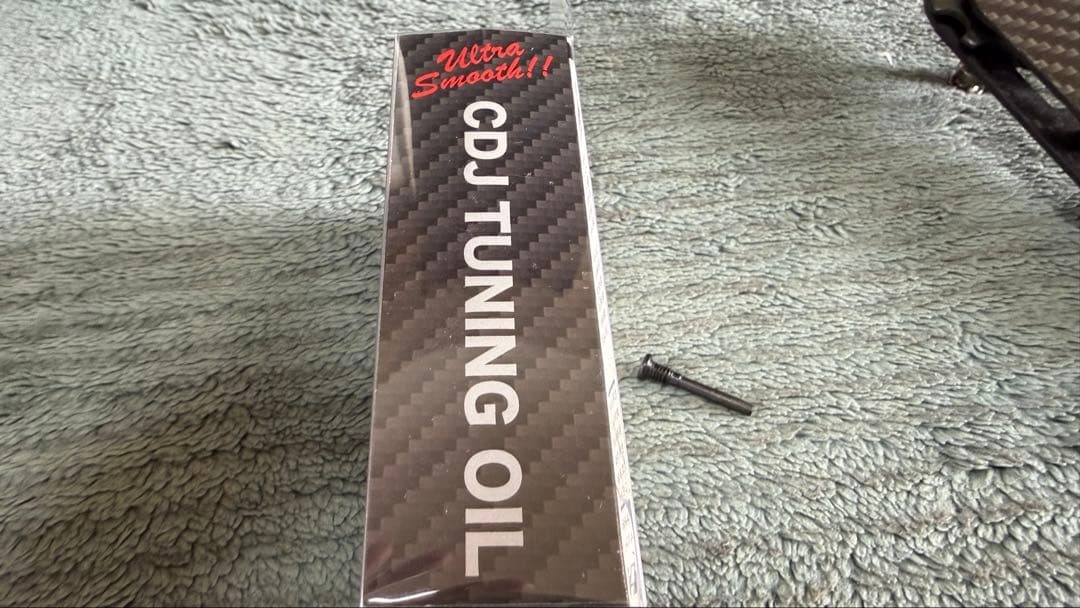 Ultra
Smooth!!
CDJ TUNING OIL